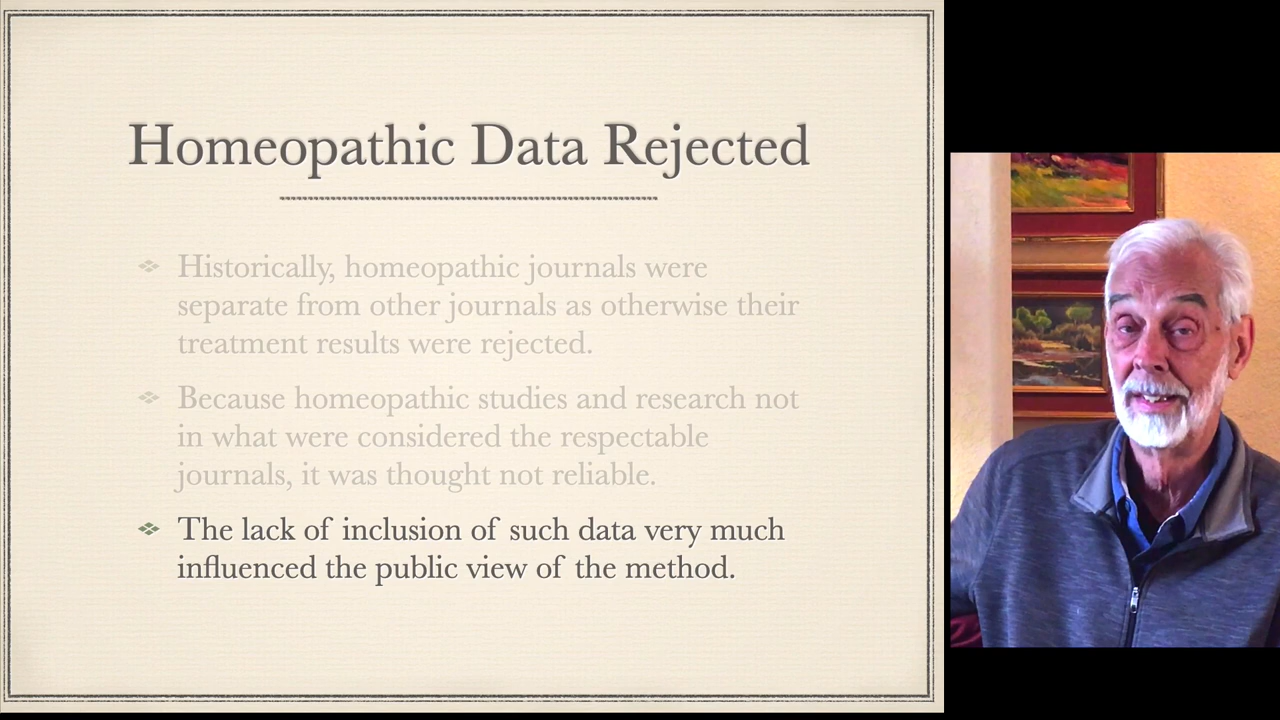 Homeopathic Data Rejected
Historically, homeopathic journals were
separate from other journals as otherwise their
treatment results were rejected.
Because homeopathic studies and research not
in what were considered the respectable
journals, it was thought not reliable.
The lack of inclusion of such data very much
influenced the public view of the method.